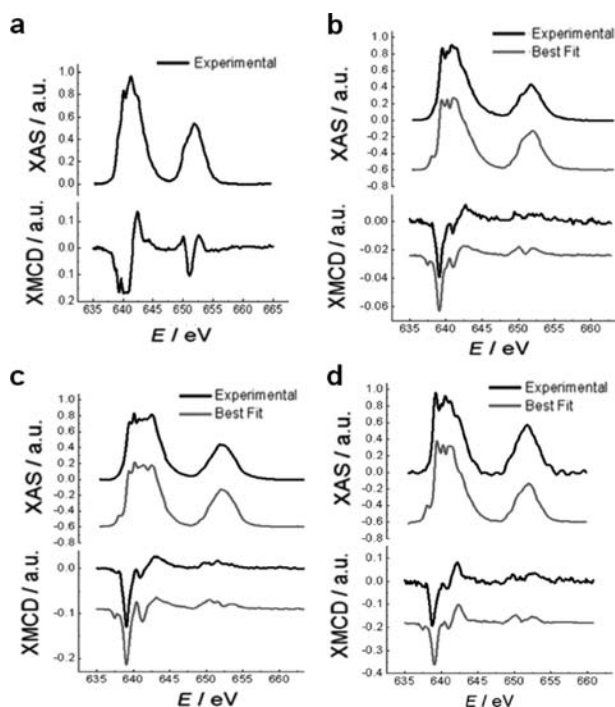 a
Experimental
XAS / a.u.
1.0
0.8
0.6
0.4
0.2
0.0
XMCD / a.u.
0.1
0.0
0.1
0.2
635 640 645 650 655 660 665
E / eV
b
Experimental
Best Fit
XAS / a.u.
1.0
0.8
0.6
0.4
0.2
0.0
-0.2
-0.4
-0.6
-0.8
XMCD / a.u.
0.00
-0.02
-0.04
-0.06
635 640 645 650 655 660
E / eV
c
Experimental
Best Fit
XAS / a.u.
1.0
0.8
0.6
0.4
0.2
0.0
-0.2
-0.4
-0.6
-0.8
XMCD / a.u.
0.0
-0.1
-0.2
635 640 645 650 655 660
E / eV
d
Experimental
Best Fit
XAS / a.u.
1.0
0.8
0.6
0.4
0.2
0.0
-0.2
-0.4
-0.6
-0.8
XMCD / a.u.
0.1
0.0
-0.1
-0.2
-0.3
-0.4
635 640 645 650 655 660
E / eV